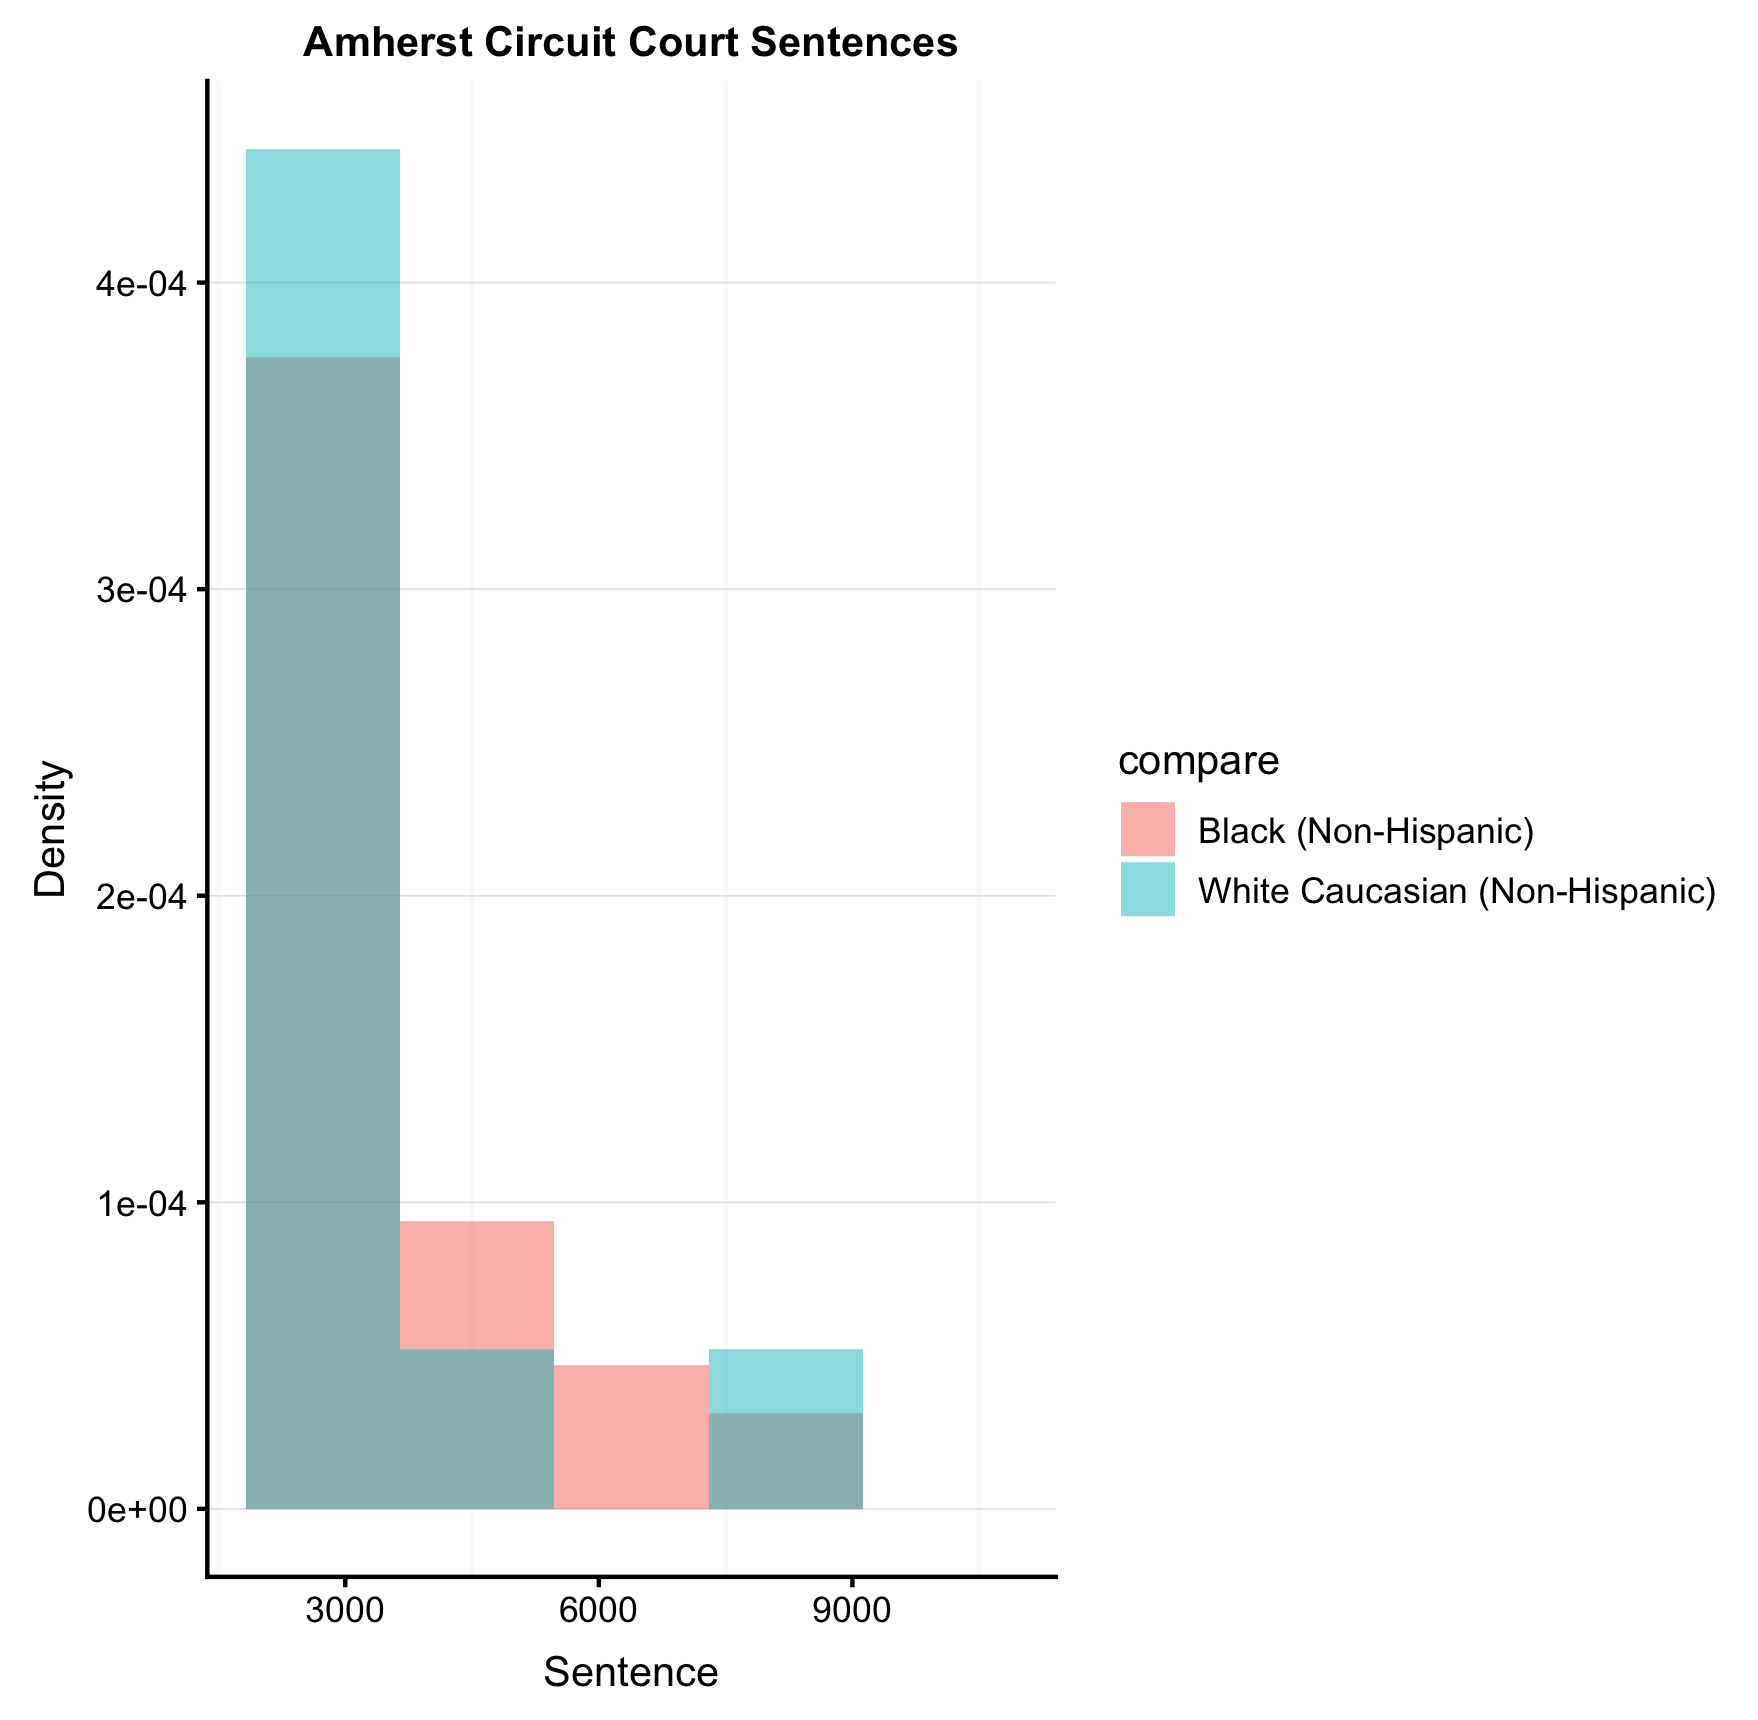 Amherst Circuit Court Sentences
4e-04
3e-04
2e-04
1e-04
0e+00
Density
3000 6000 9000
Sentence
compare
Black (Non-Hispanic)
White Caucasian (Non-Hispanic)